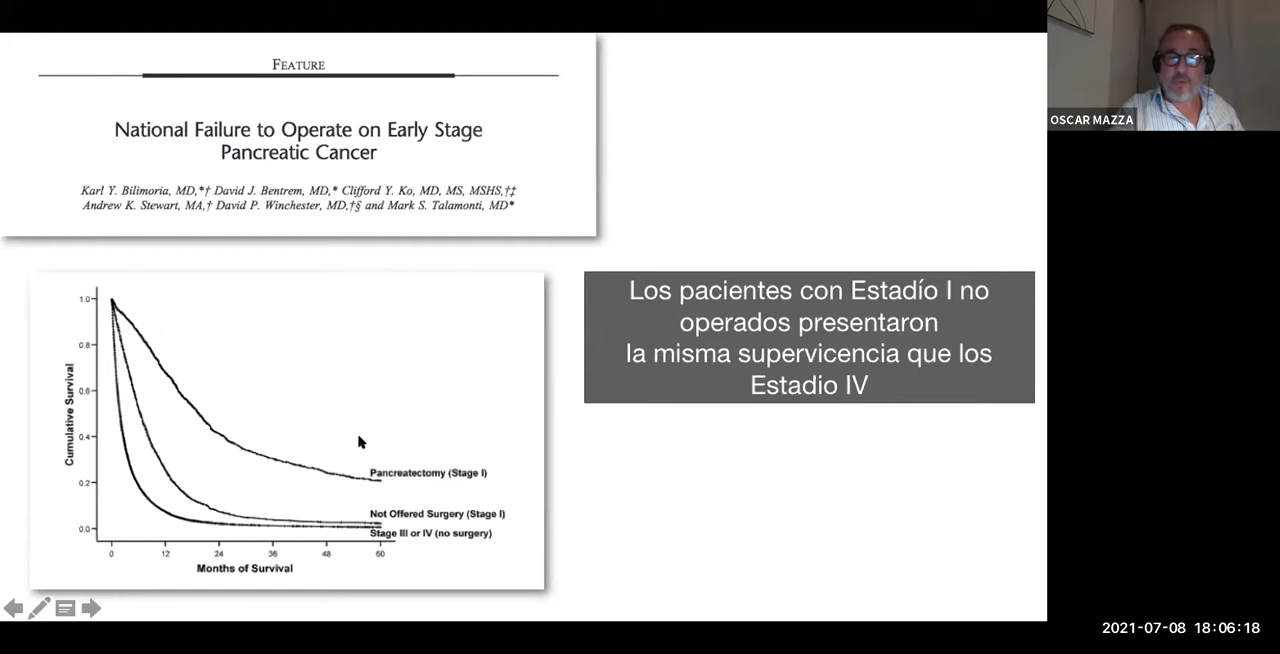 FEATURE
National Failure to Operate on Early Stage
Pancreatic Cancer
Karl Y. Bilimoria, MD,*† David J. Bentrem, MD,* Clifford Y. Ko, MD, MS, MSHS,†‡
Andrew K. Stewart, MA,† David P. Winchester, MD,†§ and Mark S. Talamonti, MD*
OSCAR MAZZA
Los pacientes con Estadío I no
operados presentaron
la misma supervicencia que los
Estadio IV
Cumulative Survival
1.0
0.8
0.6
0.4
0.2
0.0
Pancreatectomy (Stage I)
Not Offered Surgery (Stage I)
Stage III or IV (no surgery)
0 12 24 36 48 60
Months of Survival
2021-07-08 18:06:18